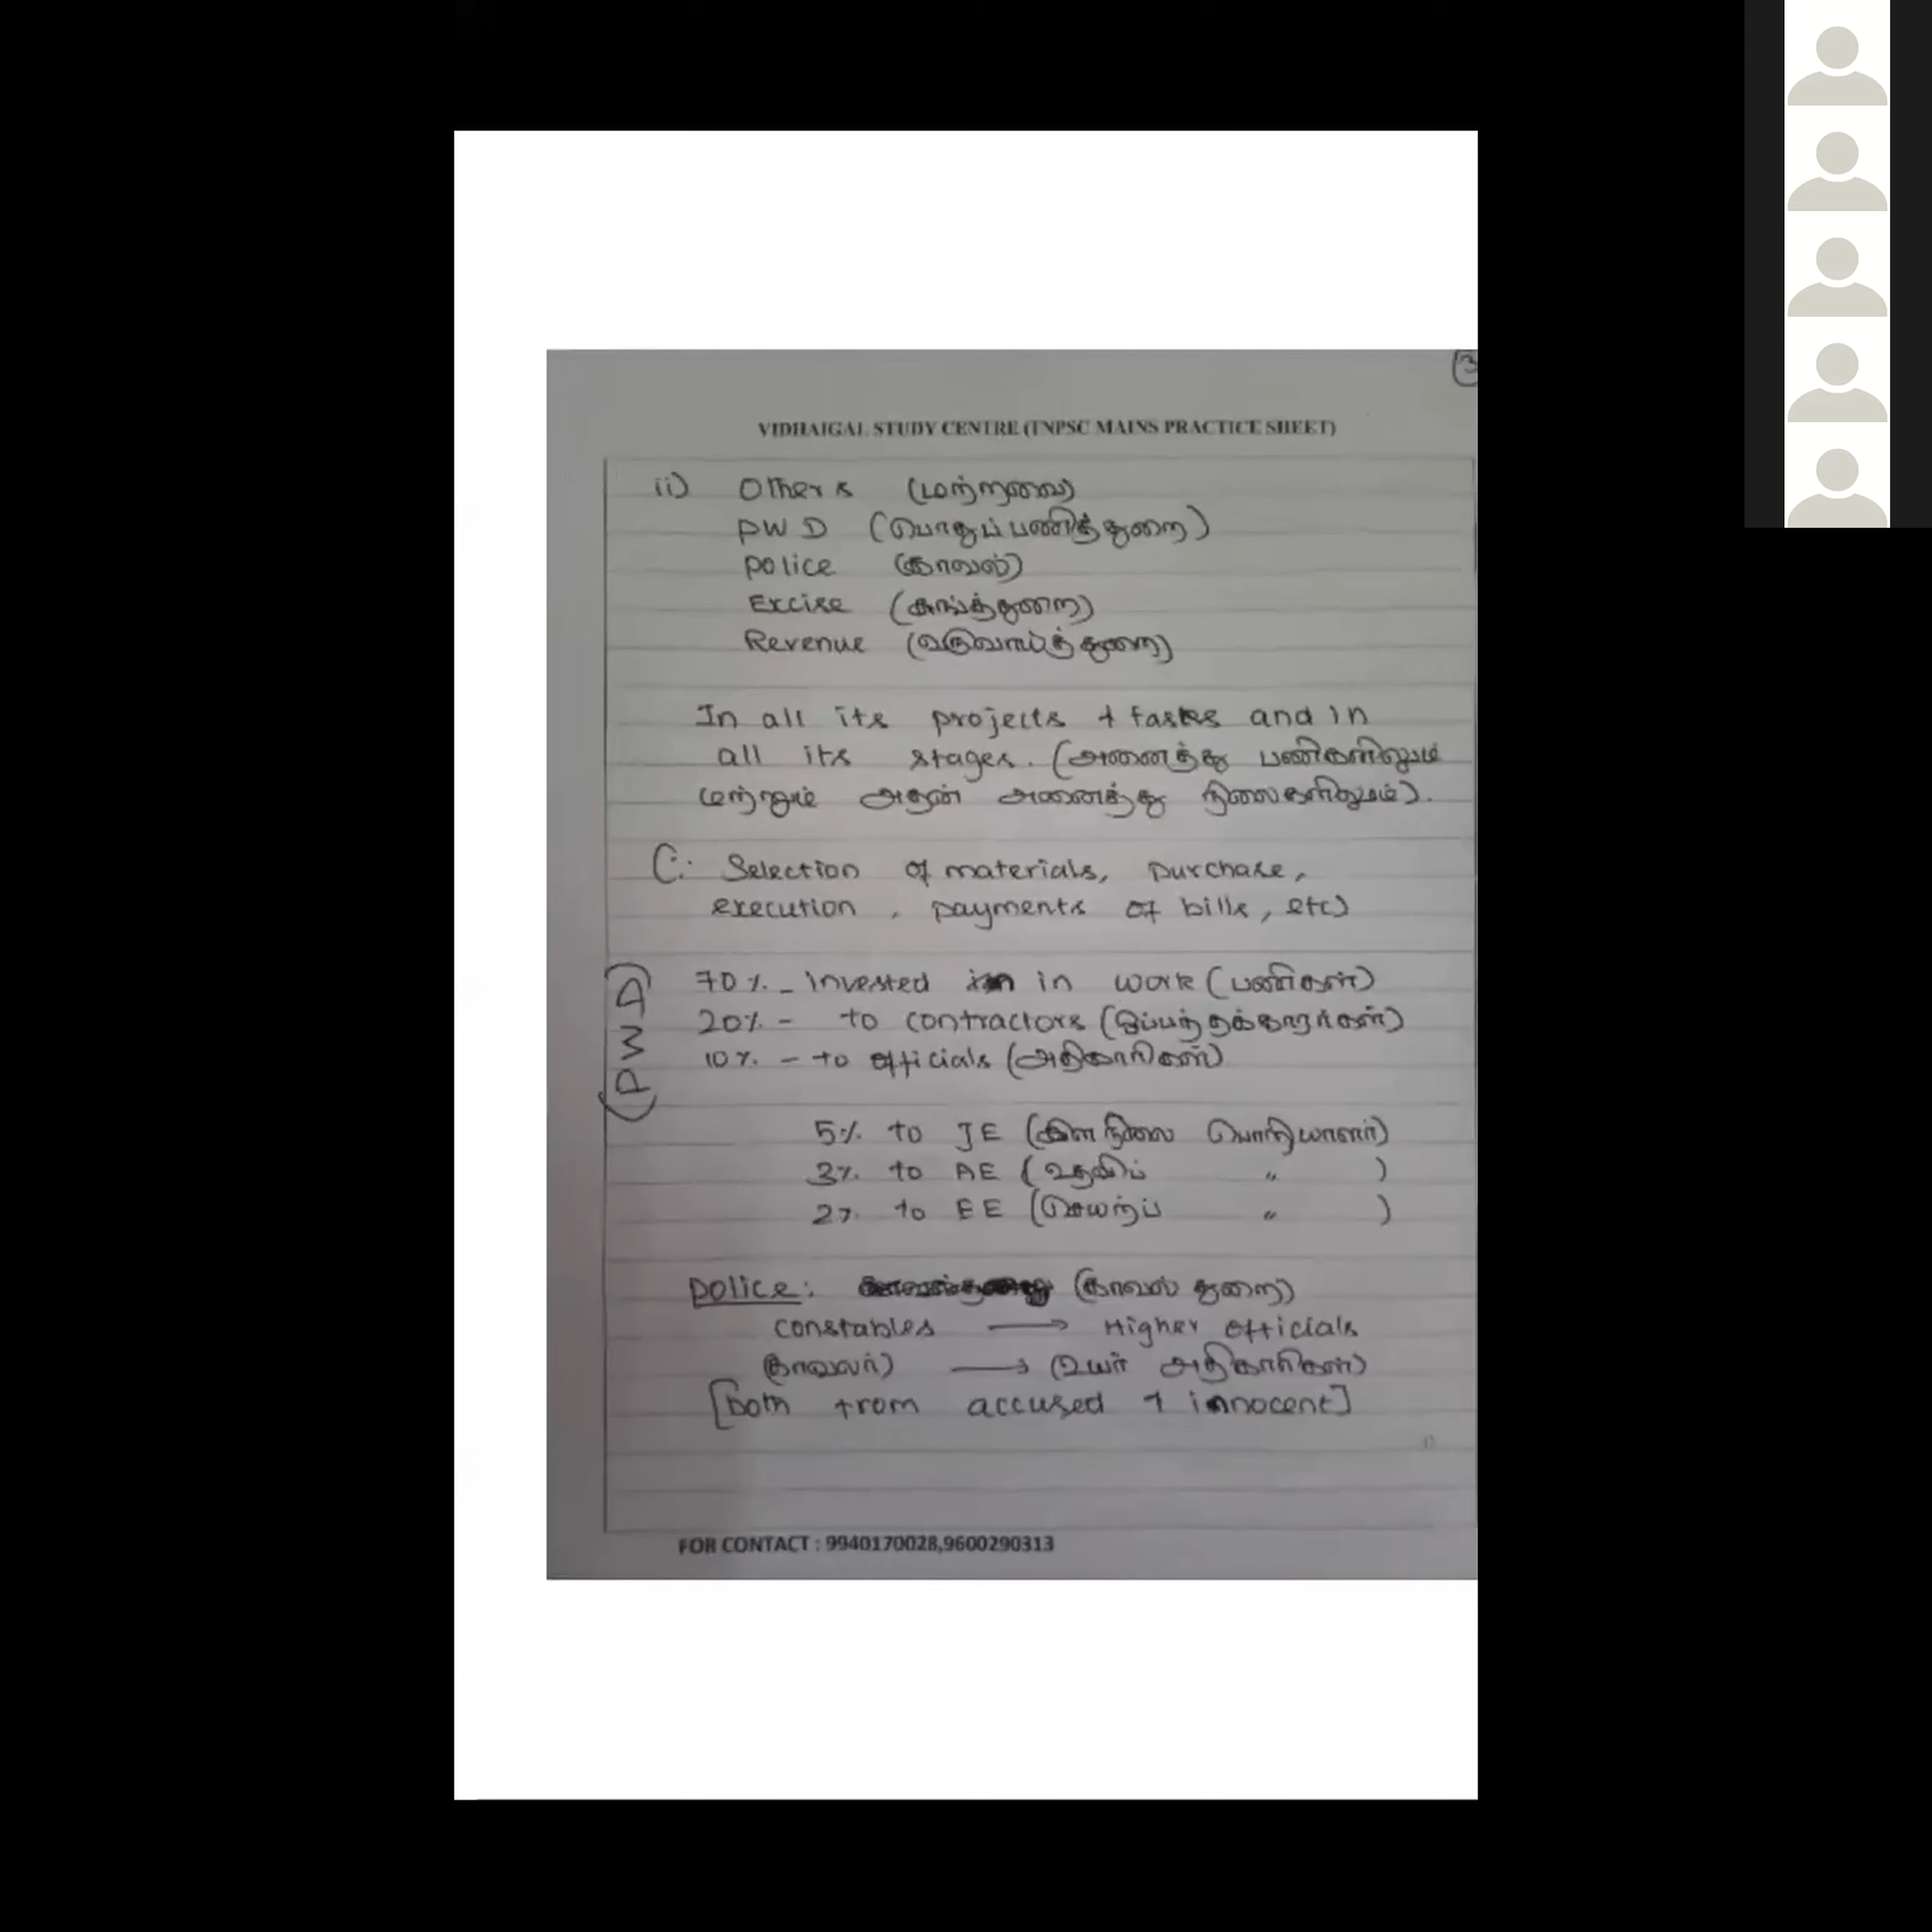 3
VIDHAIGAL STUDY CENTRE (TNPSC MAINS PRACTICE SHEET)
ii) Others (மற்றவை)
PWD (பொதுப்பணித்துறை)
Police (காவல்)
Excise (சுங்கத்துறை)
Revenue (வருவாய்த்துறை)
In all its projects + tasks and in
all its stages. (அனைத்து பணிகளிலும்
மற்றும் அதன் அனைத்து நிலைகளிலும்).
(: Selection of materials, purchase,
execution, payments of bills, etc)
(PWD)
70% - invested in work (பணிகள்)
20% - to contractors (ஒப்பந்தக்காரர்கள்)
10% - to officials (அதிகாரிகள்)
5% to JE (இளநிலை பொறியாளர்)
3% to AE (உதவிப் " )
2% to EE (செயற்ப் " )
Police: (காவல் துறை)
Constables → Higher officials
(காவலர்) → (உயர் அதிகாரிகள்)
[both from accused + innocent]
FOR CONTACT : 9940170028,9600290313